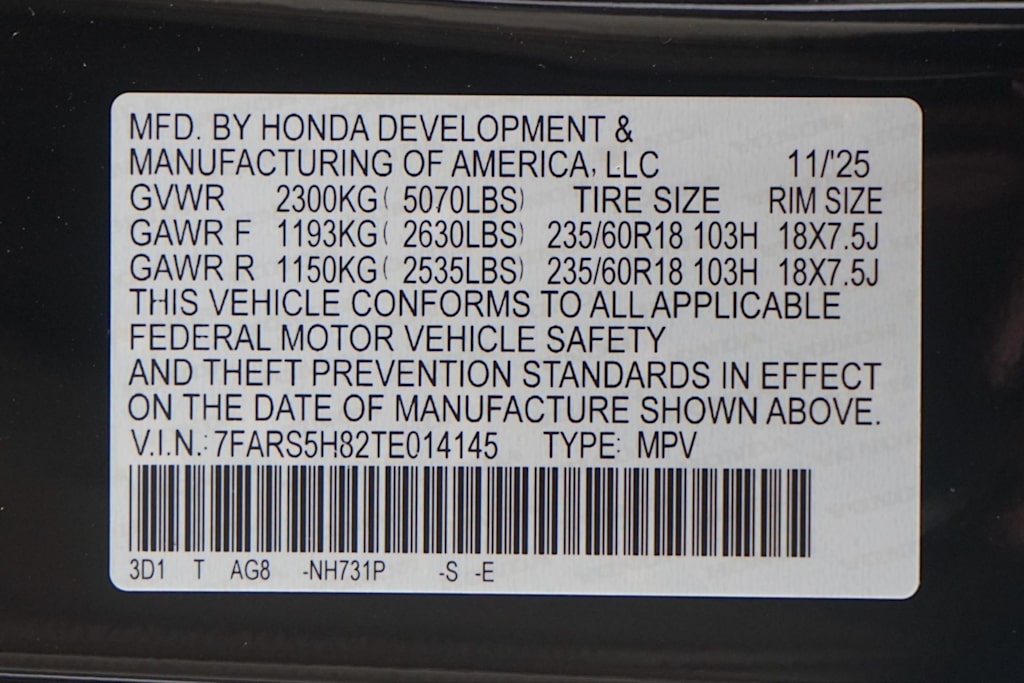 MFD. BY HONDA DEVELOPMENT &
MANUFACTURING OF AMERICA, LLC 11/'25
GVWR 2300KG( 5070LBS) TIRE SIZE RIM SIZE
GAWR F 1193KG( 2630LBS) 235/60R18 103H 18X7.5J
GAWR R 1150KG( 2535LBS) 235/60R18 103H 18X7.5J
THIS VEHICLE CONFORMS TO ALL APPLICABLE
FEDERAL MOTOR VEHICLE SAFETY
AND THEFT PREVENTION STANDARDS IN EFFECT
ON THE DATE OF MANUFACTURE SHOWN ABOVE.
V.I.N.: 7FARS5H82TE014145 TYPE: MPV
3D1 T AG8 -NH731P -S -E